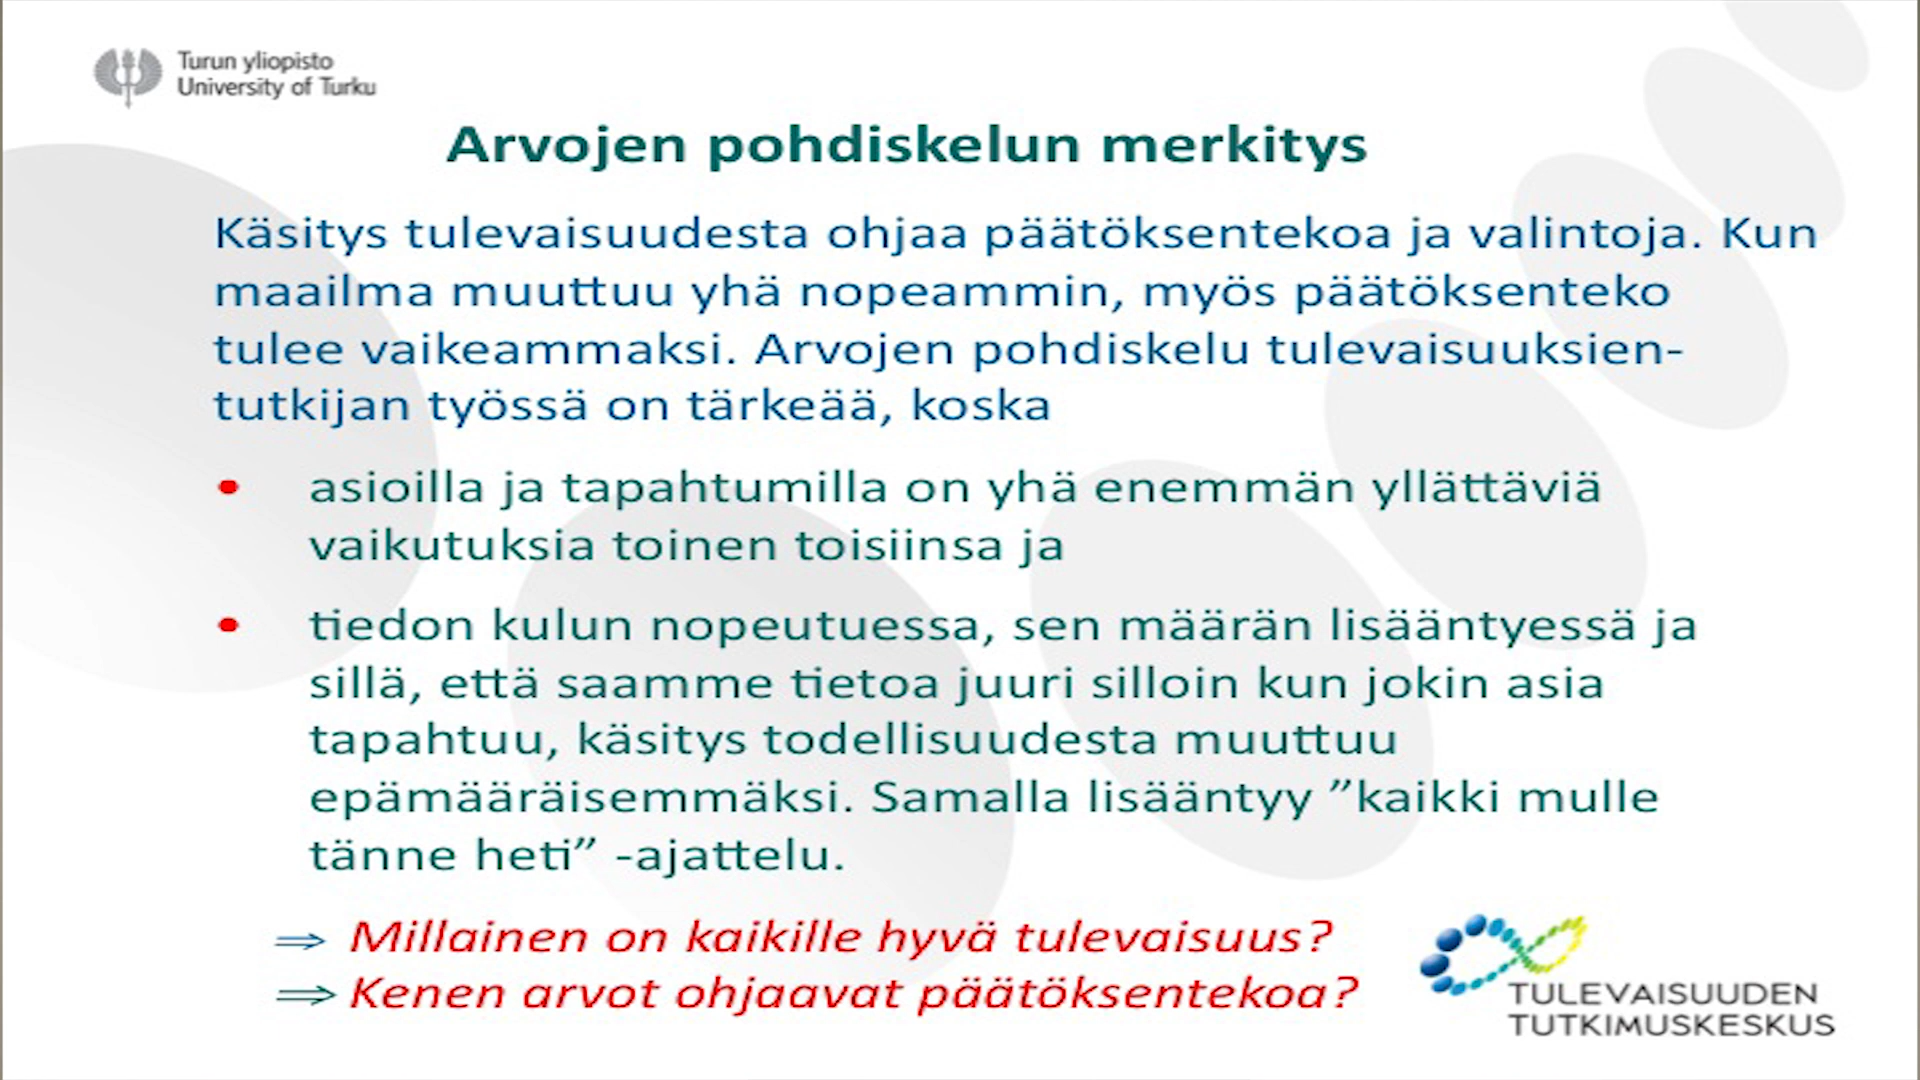 Turun yliopisto
University of Turku
Arvojen pohdiskelun merkitys
Käsitys tulevaisuudesta ohjaa päätöksentekoa ja valintoja. Kun
maailma muuttuu yhä nopeammin, myös päätöksenteko
tulee vaikeammaksi. Arvojen pohdiskelu tulevaisuuksien-
tutkijan työssä on tärkeää, koska
• asioilla ja tapahtumilla on yhä enemmän yllättäviä
vaikutuksia toinen toisiinsa ja
• tiedon kulun nopeutuessa, sen määrän lisääntyessä ja
sillä, että saamme tietoa juuri silloin kun jokin asia
tapahtuu, käsitys todellisuudesta muuttuu
epämääräisemmäksi. Samalla lisääntyy ”kaikki mulle
tänne heti” -ajattelu.
⇒ Millainen on kaikille hyvä tulevaisuus?
⇒ Kenen arvot ohjaavat päätöksentekoa?
TULEVAISUUDEN
TUTKIMUSKESKUS